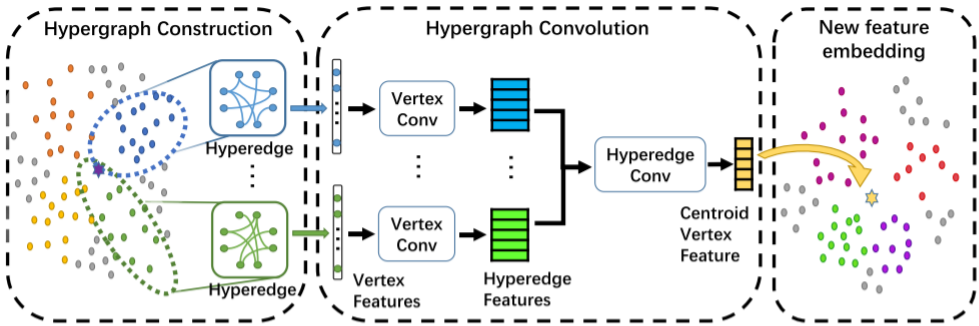 Hypergraph Construction
Hypergraph Convolution
New feature
embedding
Hyperedge
Vertex
Conv
Hyperedge
Conv
Hyperedge
Vertex
Conv
Vertex
Features
Hyperedge
Features
Centroid
Vertex
Feature